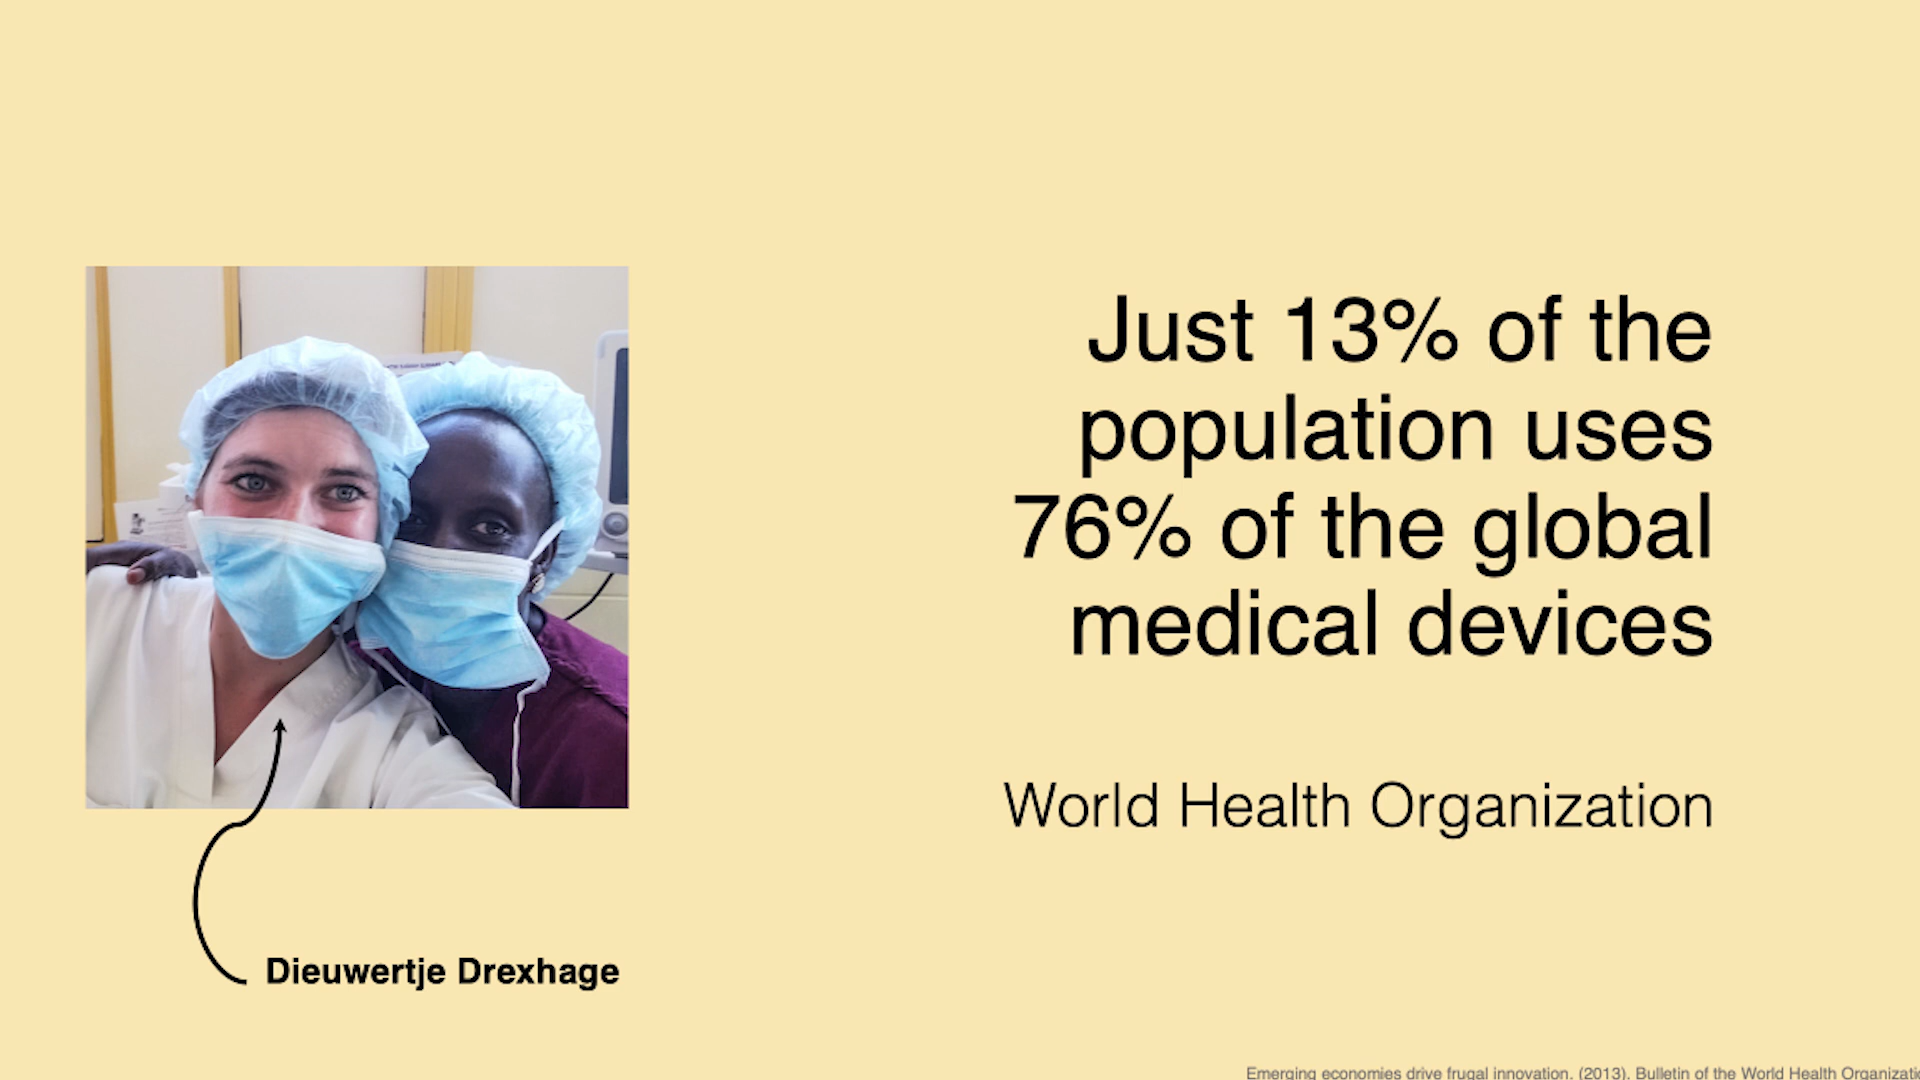 Just 13% of the
population uses
76% of the global
medical devices
World Health Organization
Dieuwertje Drexhage
Emerging economies drive frugal innovation. (2013). Bulletin of the World Health